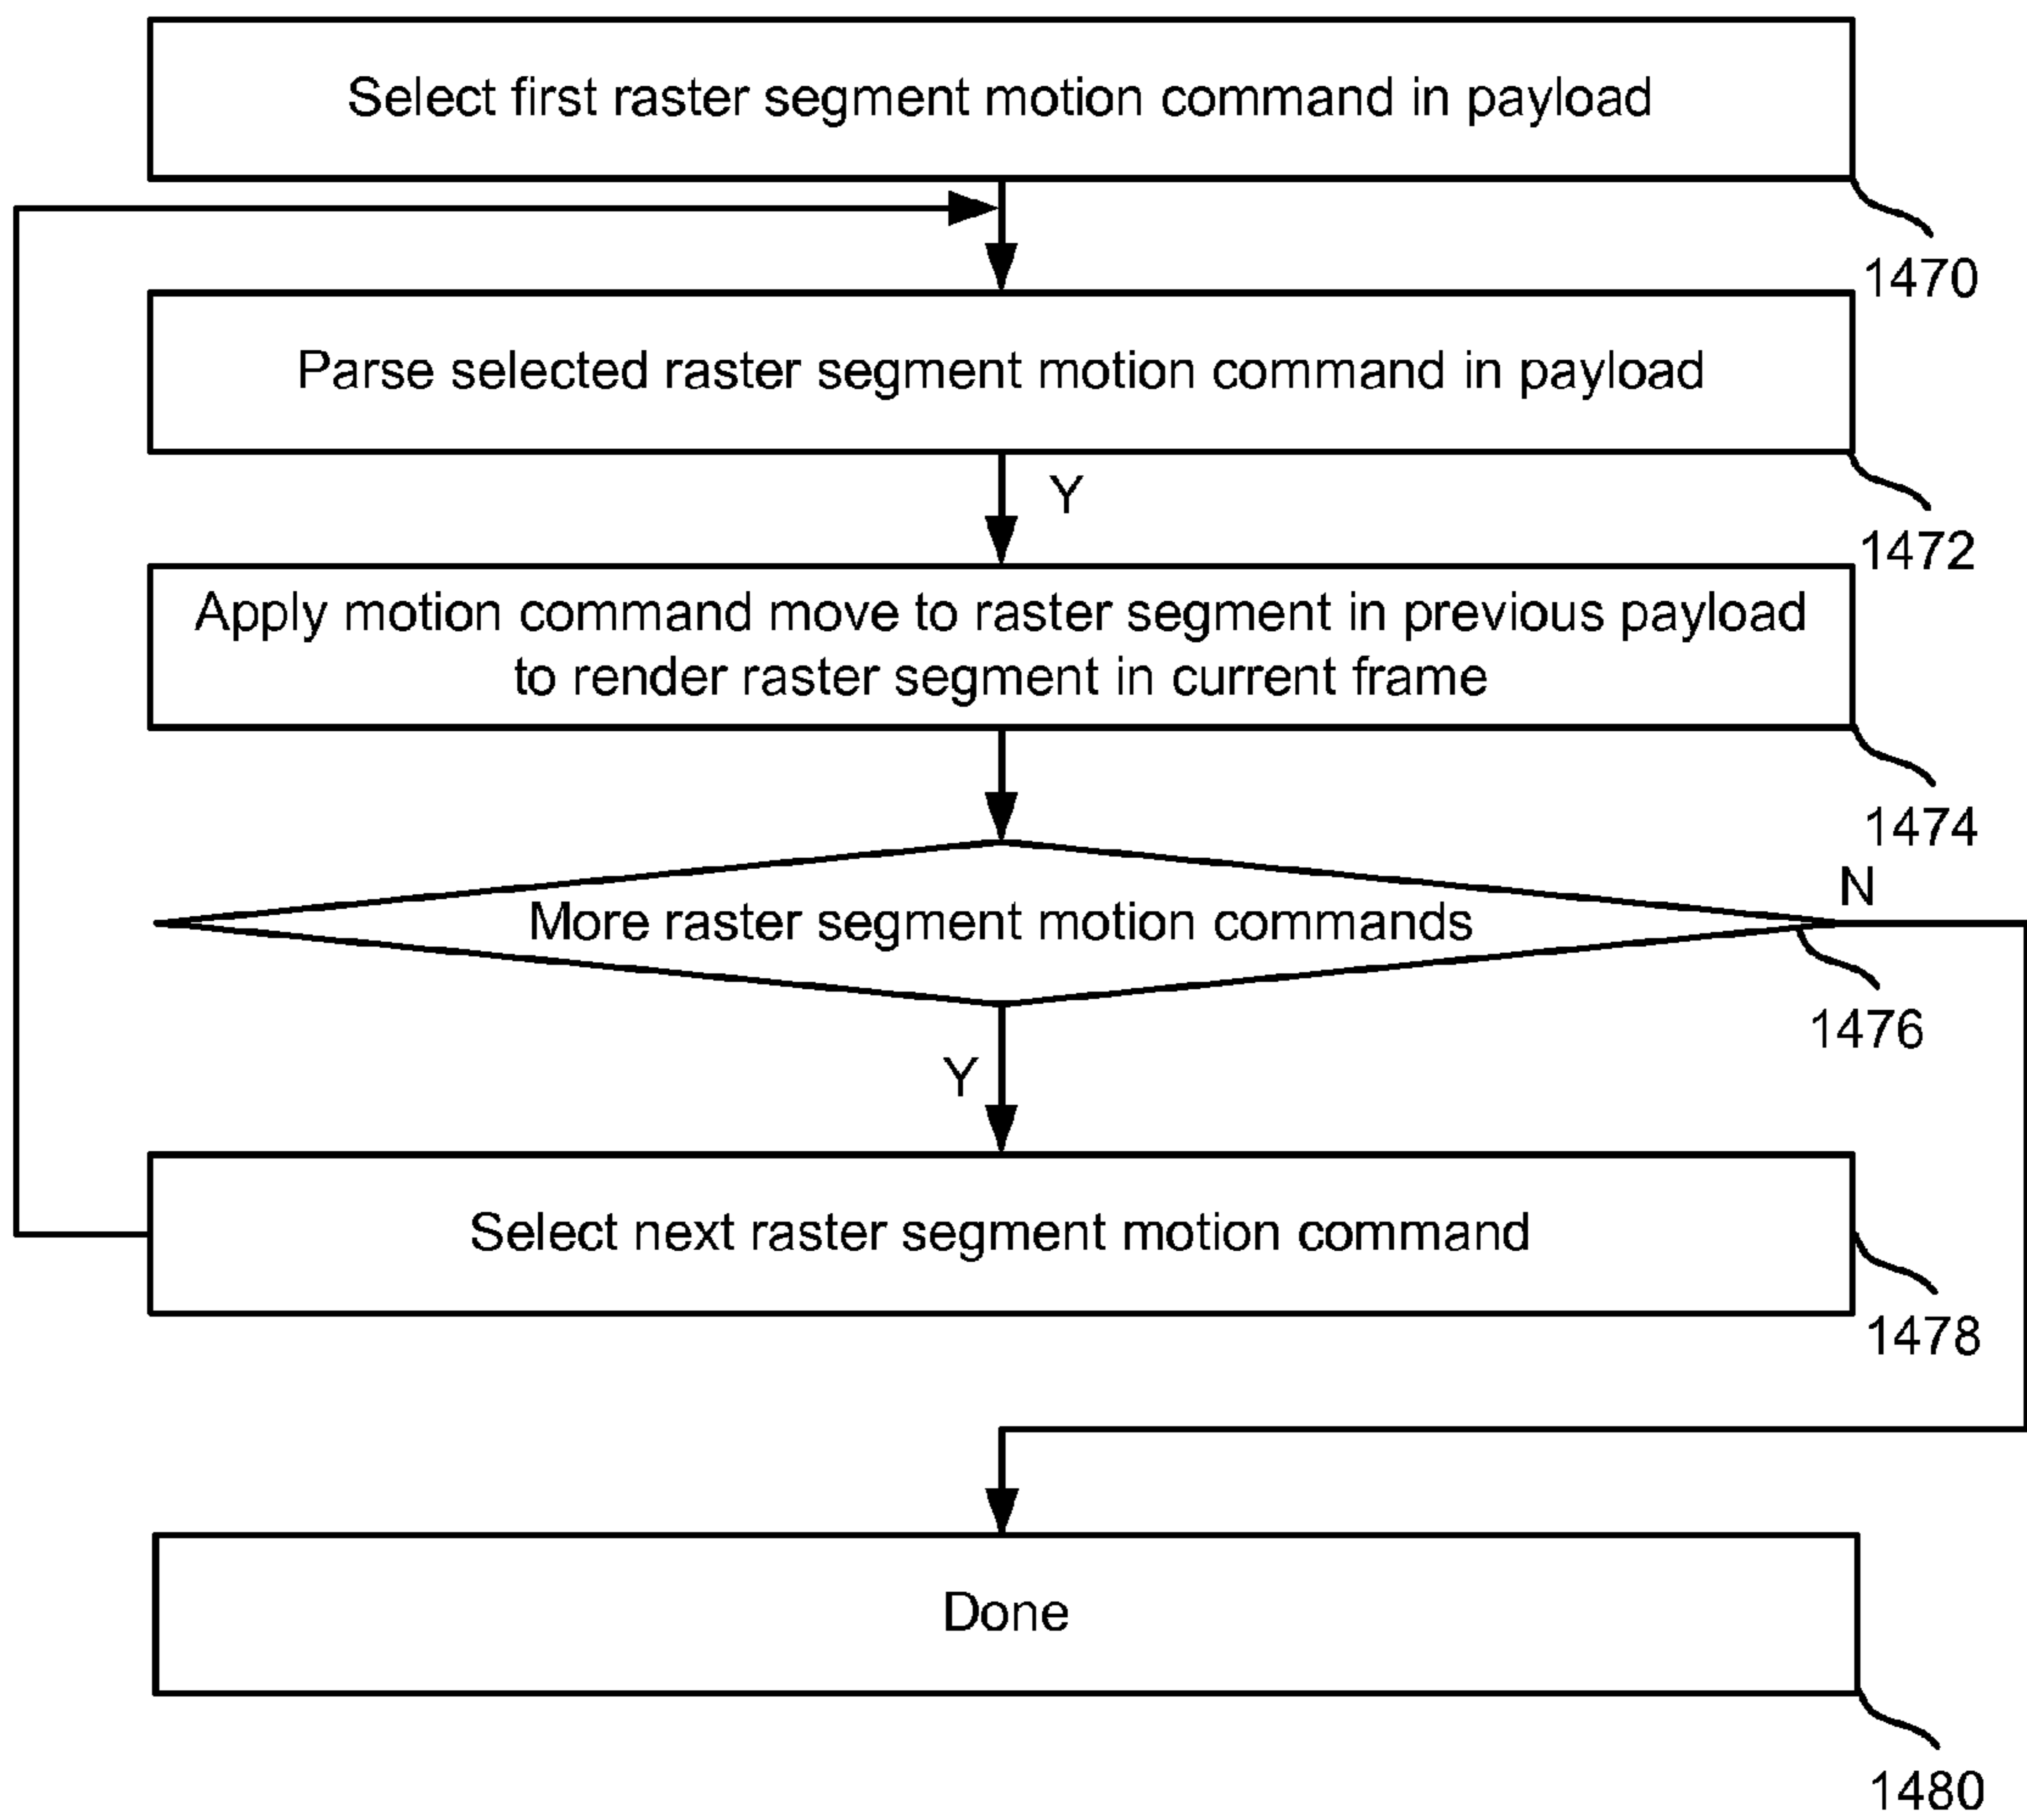 Select first raster segment motion command in payload
1470
Parse selected raster segment motion command in payload
Y
1472
Apply motion command move to raster segment in previous payload
to render raster segment in current frame
1474
N
More raster segment motion commands
1476
Y
Select next raster segment motion command
1478
Done
1480